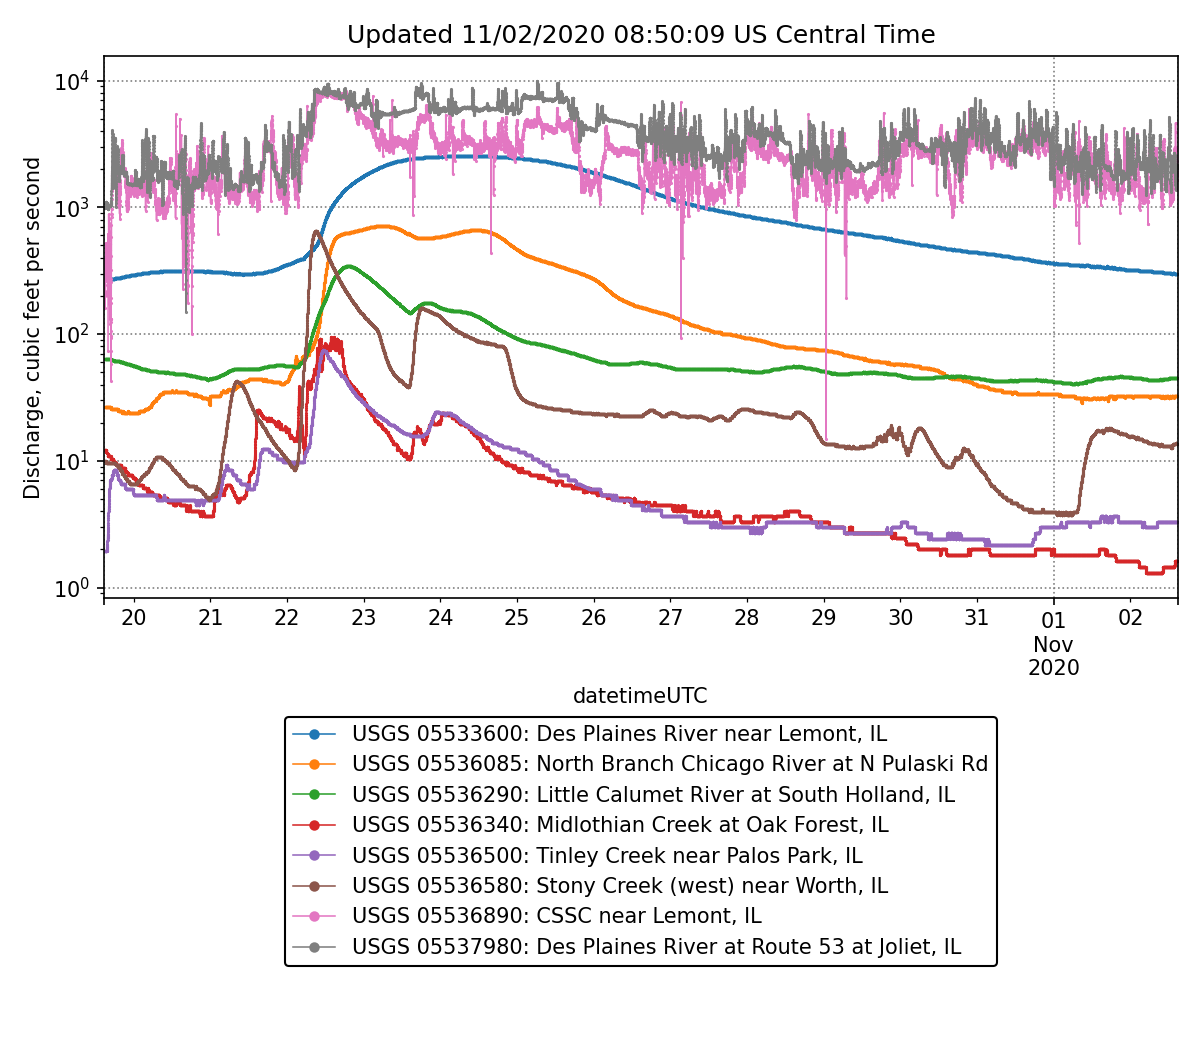 Updated 11/02/2020 08:50:09 US Central Time
Discharge, cubic feet per second
10^4
10^3
10^2
10^1
10^0
20 21 22 23 24 25 26 27 28 29 30 31 01 02
Nov
2020
datetimeUTC
USGS 05533600: Des Plaines River near Lemont, IL
USGS 05536085: North Branch Chicago River at N Pulaski Rd
USGS 05536290: Little Calumet River at South Holland, IL
USGS 05536340: Midlothian Creek at Oak Forest, IL
USGS 05536500: Tinley Creek near Palos Park, IL
USGS 05536580: Stony Creek (west) near Worth, IL
USGS 05536890: CSSC near Lemont, IL
USGS 05537980: Des Plaines River at Route 53 at Joliet, IL